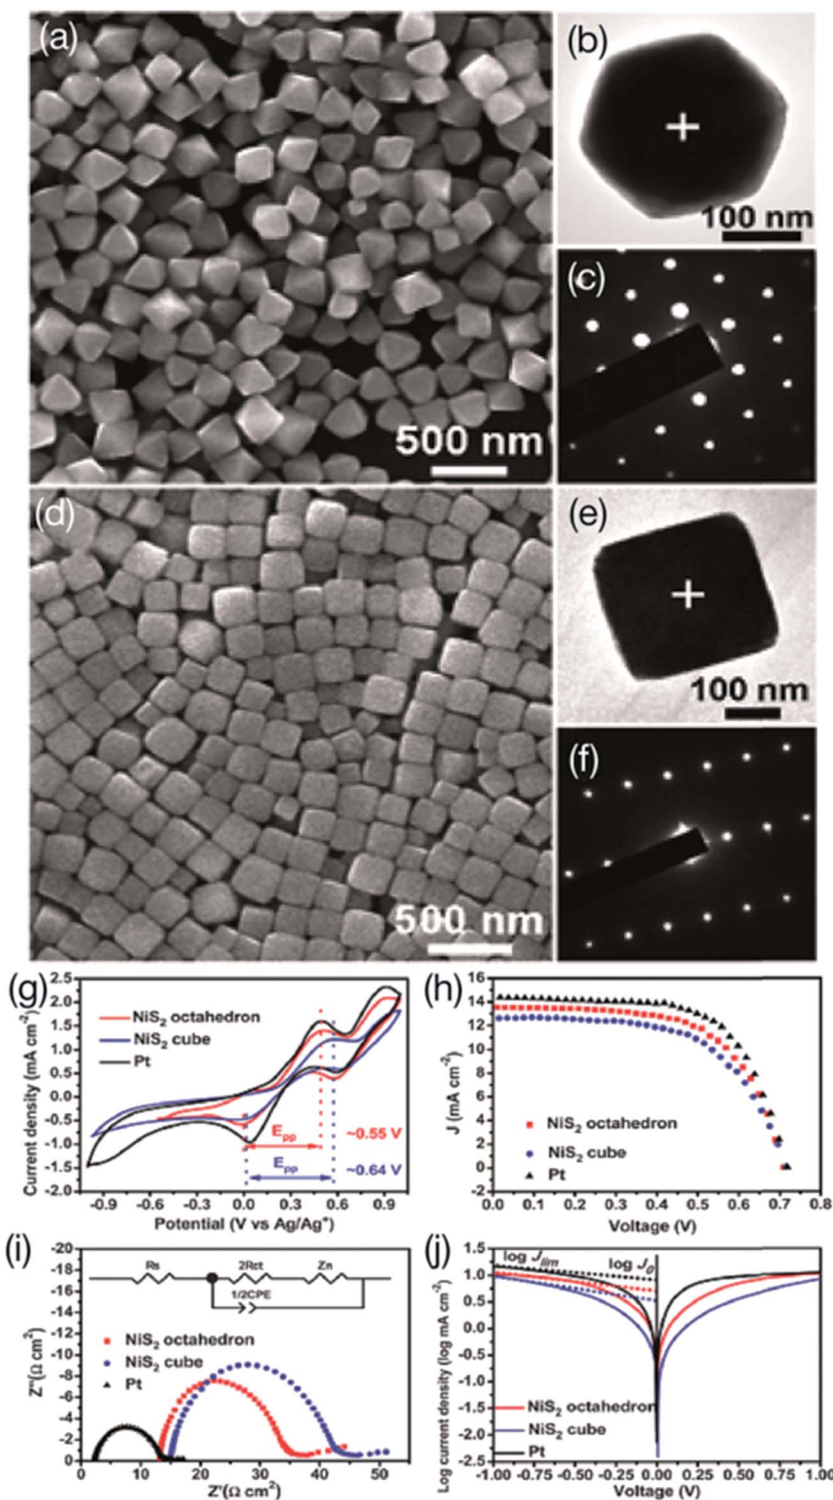 (a)
500 nm
(b)
100 nm
(c)
(d)
500 nm
(e)
100 nm
(f)
(g)
2.5
2.0
1.5
1.0
0.5
0.0
-0.5
-1.0
-1.5
-2.0
Current density (mA cm⁻²)
NiS₂ octahedron
NiS₂ cube
Pt
Eₚₚ
~0.55 V
Eₚₚ
~0.64 V
-0.9 -0.6 -0.3 0.0 0.3 0.6 0.9
Potential (V vs Ag/Ag⁺)
(h)
16
14
12
10
8
6
4
2
0
-2
J (mA cm⁻²)
NiS₂ octahedron
NiS₂ cube
Pt
0.0 0.1 0.2 0.3 0.4 0.5 0.6 0.7 0.8
Voltage (V)
(i)
-20
-18
-16
-14
-12
-10
-8
-6
-4
-2
0
Z"(Ω cm²)
Rs 2Rct Zn
1/2CPE
NiS₂ octahedron
NiS₂ cube
Pt
0 10 20 30 40 50
Z'(Ω cm²)
(j)
1.5
1.0
0.5
0.0
-0.5
-1.0
-1.5
-2.0
-2.5
Log current density (log mA cm⁻²)
log Jlim
log J₀
NiS₂ octahedron
NiS₂ cube
Pt
-1.00 -0.75 -0.50 -0.25 0.00 0.25 0.50 0.75 1.00
Voltage (V)